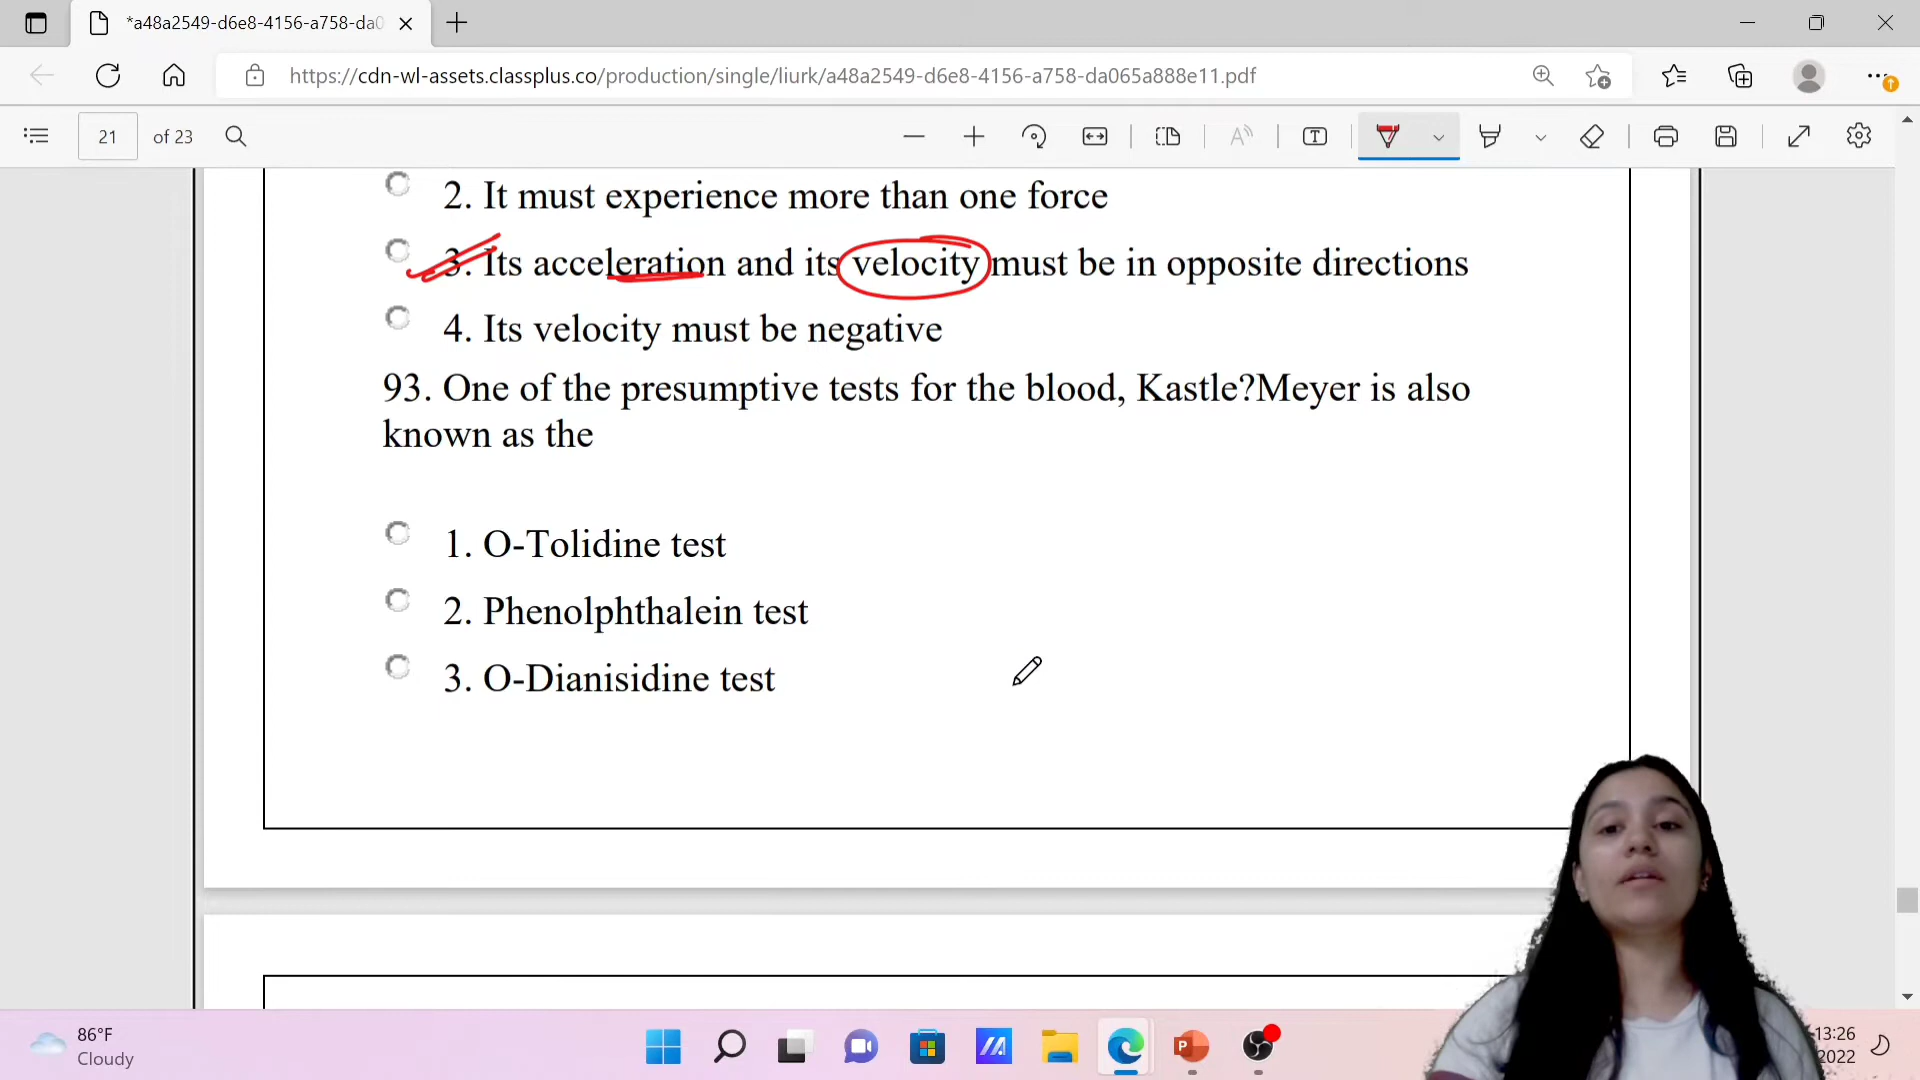 *a48a2549-d6e8-4156-a758-da0
https://cdn-wl-assets.classplus.co/production/single/liurk/a48a2549-d6e8-4156-a758-da065a888e11.pdf
21 of 23
2. It must experience more than one force
3. Its acceleration and its velocity must be in opposite directions
4. Its velocity must be negative
93. One of the presumptive tests for the blood, Kastle?Meyer is also
known as the
1. O-Tolidine test
2. Phenolphthalein test
3. O-Dianisidine test
86°F
Cloudy
13:26
2022